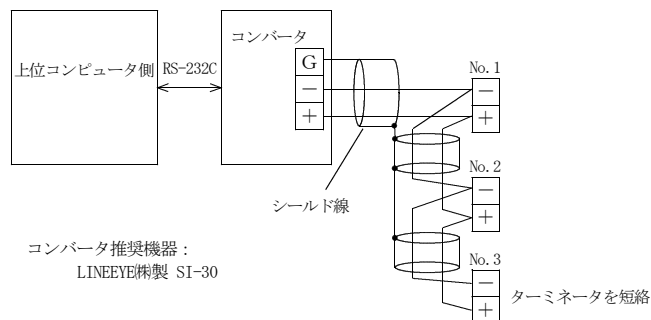 上位コンピュータ側
RS-232C
コンバータ
G
−
+
シールド線
No.1
−
+
No.2
−
+
No.3
−
+
ターミネータを短絡
コンバータ推奨機器：
LINEEYE㈱製 SI-30